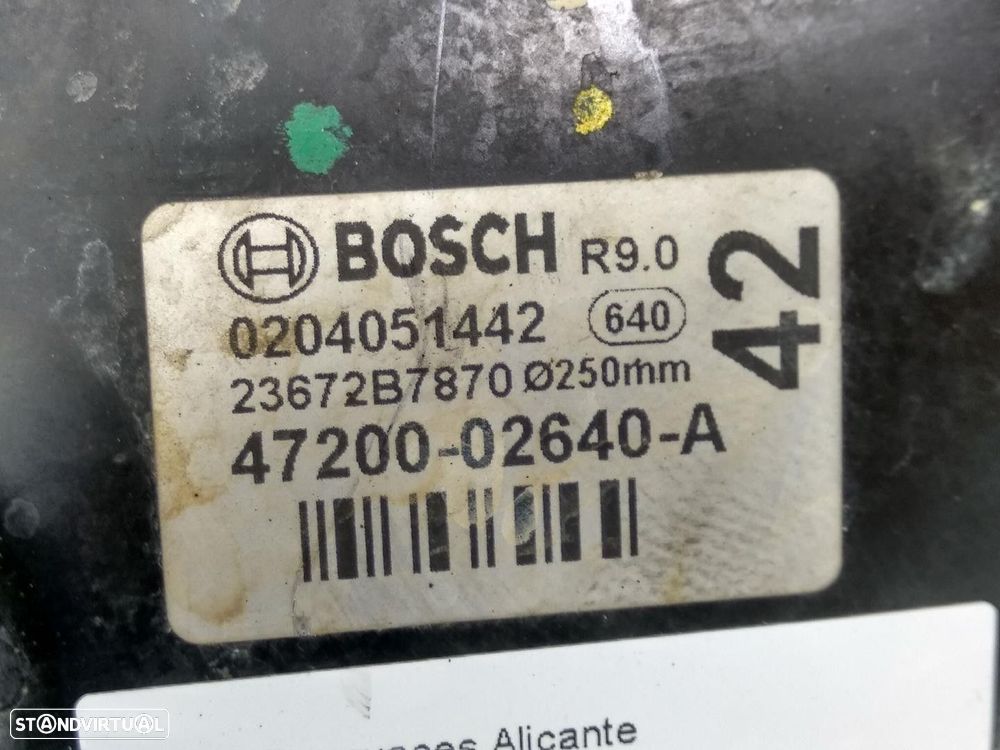 BOSCH R9.0
0204051442 640
23672B7870 Ø250mm
47200-02640-A
42
Alicante
STANDVIRTUAL